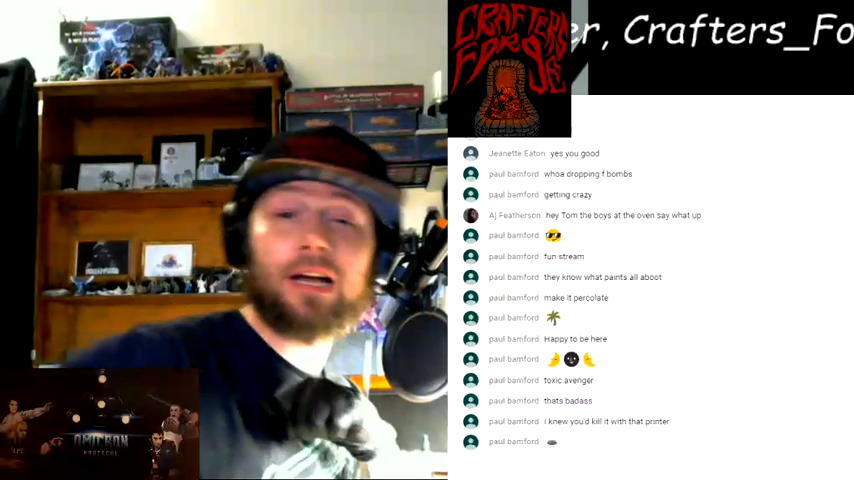 CRAFTERS
FORGE
er, Crafters_Fo
Jeanette Eaton yes you good
paul bamford whoa dropping f bombs
paul bamford getting crazy
Aj Featherson hey Tom the boys at the oven say what up
paul bamford 😎
paul bamford fun stream
paul bamford they know what paints all aboot
paul bamford make it percolate
paul bamford 🌴
paul bamford Happy to be here
paul bamford 🌛🌚🌜
paul bamford toxic avenger
paul bamford thats badass
paul bamford i knew you'd kill it with that printer
paul bamford
OMICRON
PROTOCOL